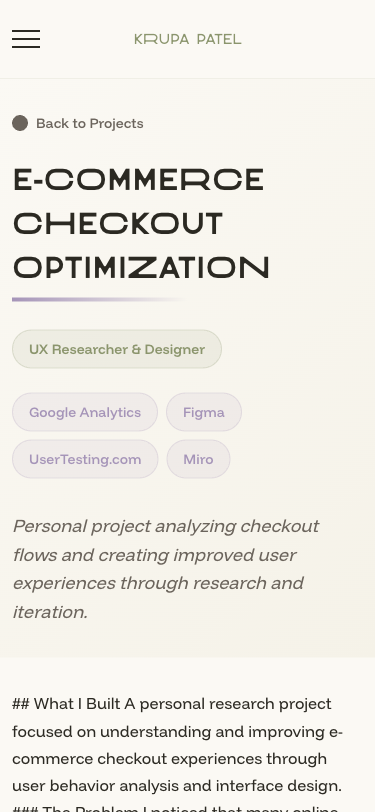 KRUPA PATEL
Back to Projects
E-COMMERCE
CHECKOUT
OPTIMIZATION
UX Researcher & Designer
Google Analytics
Figma
UserTesting.com
Miro
Personal project analyzing checkout
flows and creating improved user
experiences through research and
iteration.
## What I Built A personal research project
focused on understanding and improving e-
commerce checkout experiences through
user behavior analysis and interface design.
### The Problem I noticed that many online